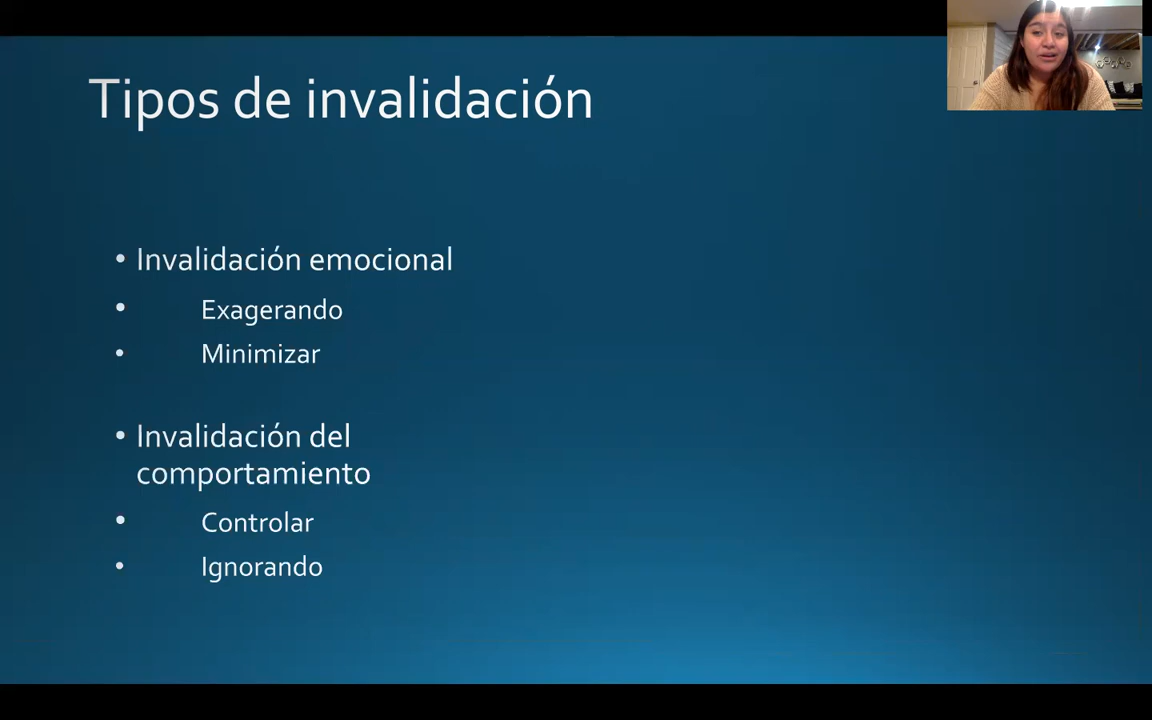 Tipos de invalidación
• Invalidación emocional
• Exagerando
• Minimizar
• Invalidación del
comportamiento
• Controlar
• Ignorando